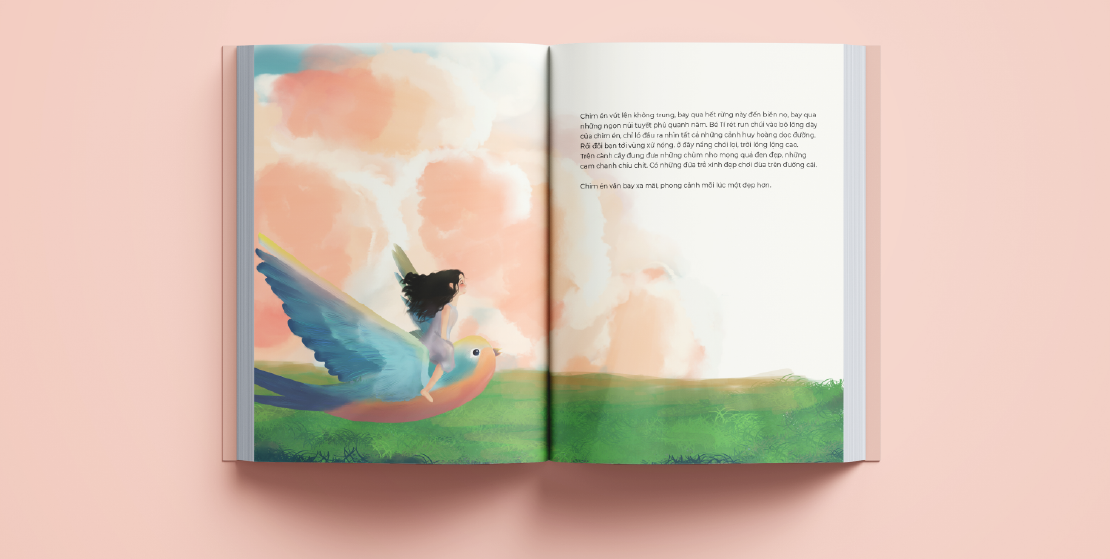 Chim én vút lên không trung, bay qua hết rừng này đến biển nọ, bay qua
những ngọn núi tuyết phủ quanh năm. Bé Tí rét run chúi vào bộ lông dày
của chim én, chỉ ló đầu ra nhìn tất cả những cảnh huy hoàng dọc đường.
Rồi đôi bạn tới vùng xứ nóng, ở đây nắng chói lọi, trời lồng lộng cao.
Trên cành cây đung đưa những chùm nho mọng quả đen đẹp, những
cam chanh chíu chít. Có những đứa trẻ xinh đẹp chơi đùa trên đường cái.
Chim én vẫn bay xa mãi, phong cảnh mỗi lúc một đẹp hơn.